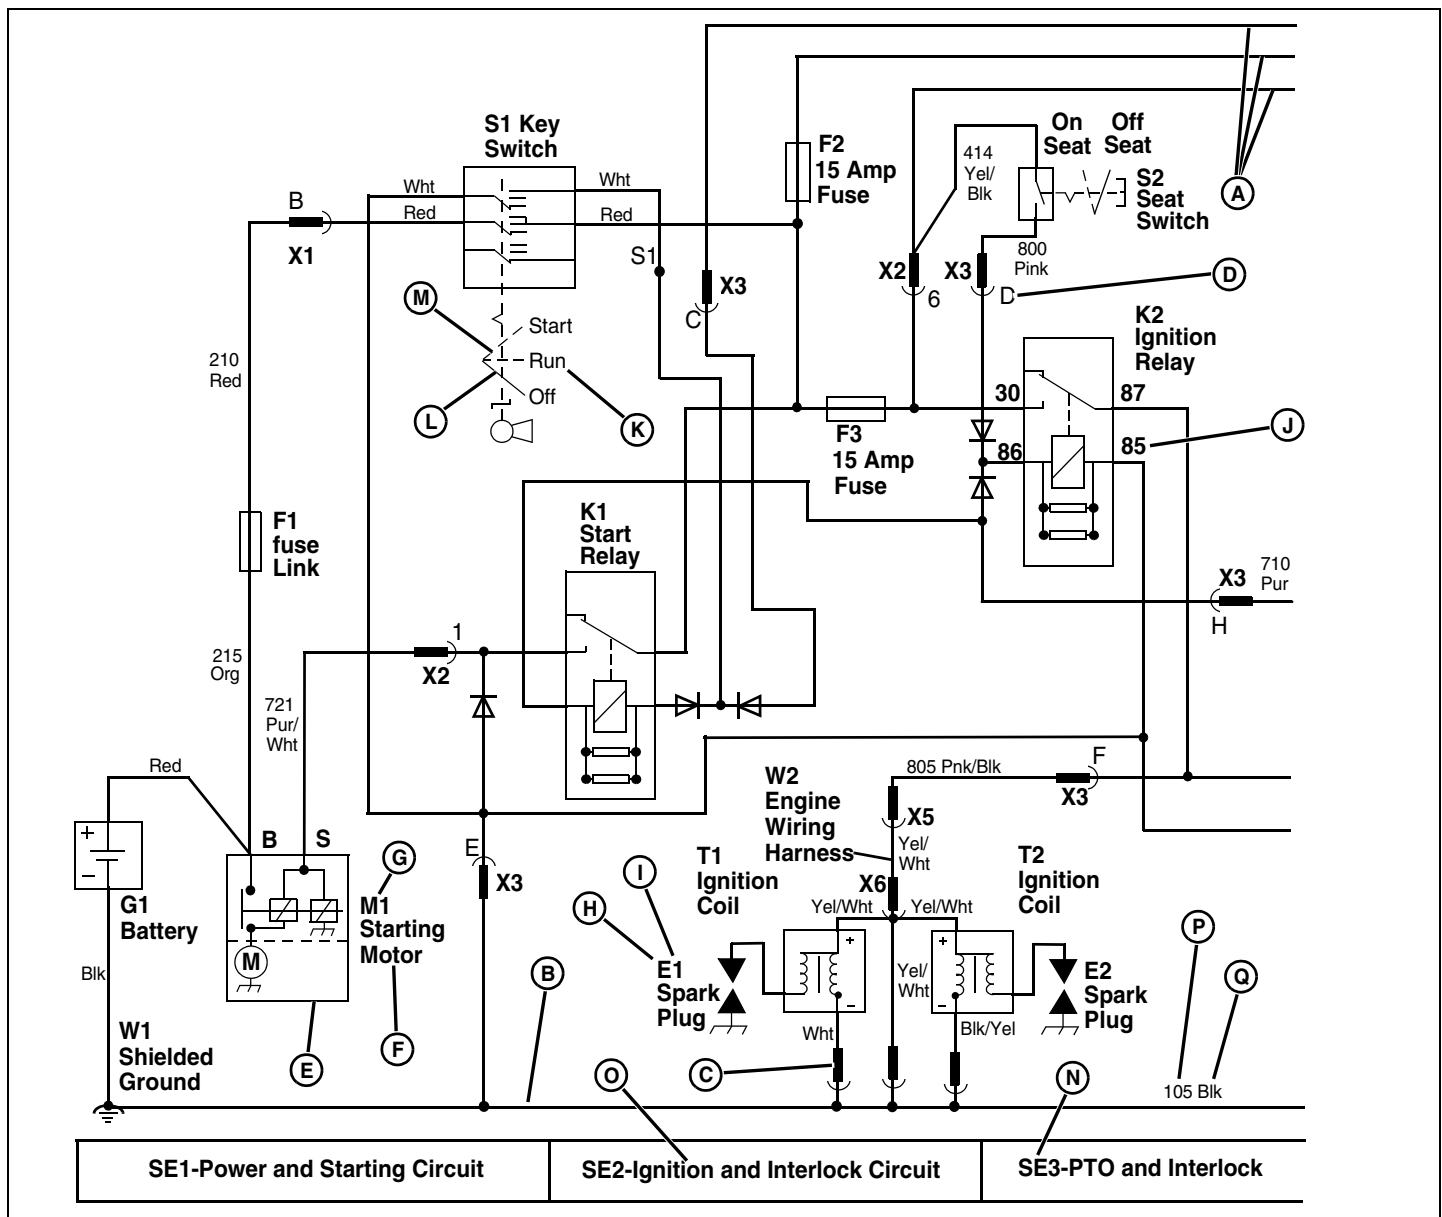 S1 Key
Switch
F2
15 Amp
Fuse
On
Seat
Off
Seat
414
Yel/
Blk
S2
Seat
Switch
A
B
Wht
Red
X1
Wht
Red
S1
X3
C
X2
6
X3
D
800
Pink
D
M
Start
Run
Off
L
K
210
Red
K2
Ignition
Relay
30
87
86
85
J
F3
15 Amp
Fuse
F1
fuse
Link
K1
Start
Relay
X3
710
Pur
H
215
Org
721
Pur/
Wht
1
X2
Red
805 Pnk/Blk
F
X3
W2
Engine
Wiring
Harness
X5
Yel/
Wht
X6
Yel/Wht
Yel/Wht
T1
Ignition
Coil
T2
Ignition
Coil
+
–
B
S
G
M1
Starting
Motor
E
X3
G1
Battery
M
H
I
E1
Spark
Plug
+
–
Yel/
Wht
+
–
E2
Spark
Plug
P
Q
Blk
B
Wht
Blk/Yel
W1
Shielded
Ground
E
F
O
C
N
105 Blk
SE1-Power and Starting Circuit
SE2-Ignition and Interlock Circuit
SE3-PTO and Interlock